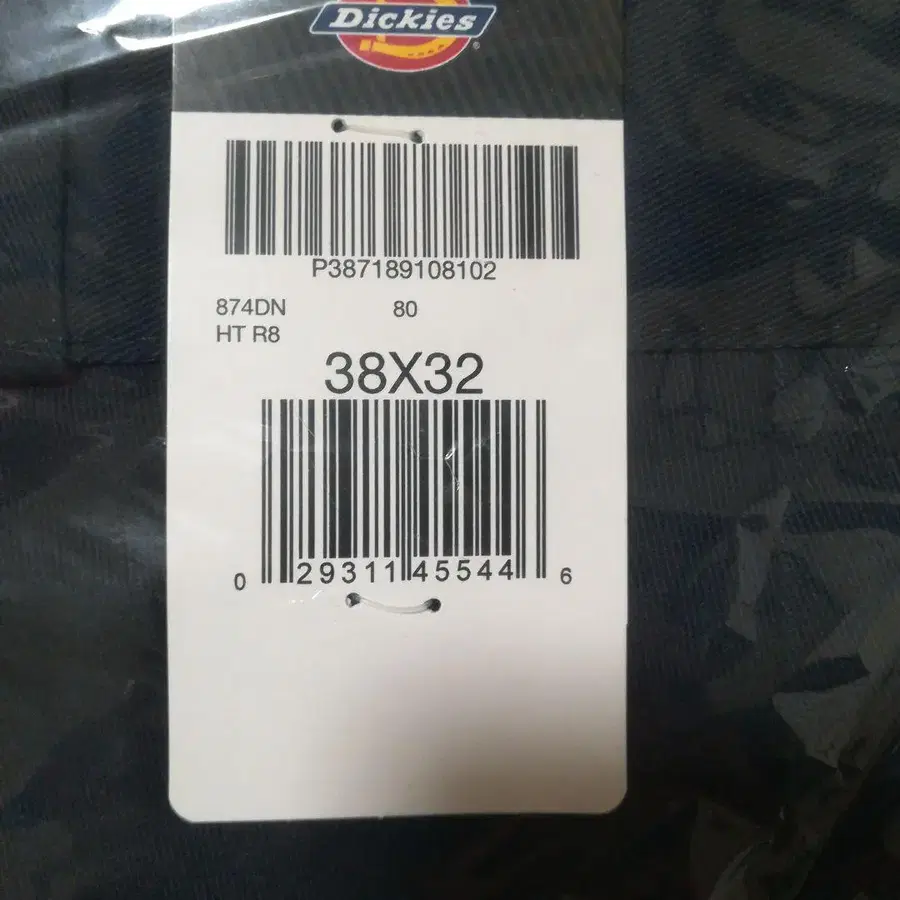 Dickies
®
P387189108102
874DN 80
HT R8
38X32
0 29311 45544 6